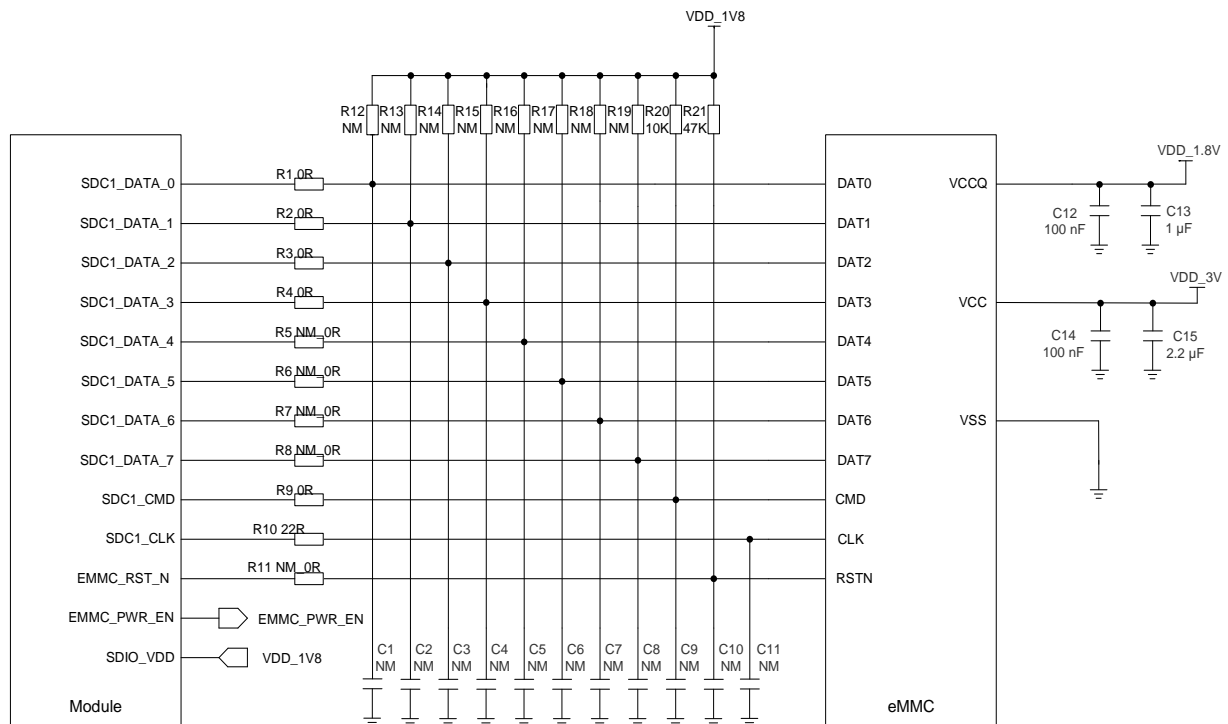 VDD_1V8
R12 R13 R14 R15 R16 R17 R18 R19 R20 R21
NM NM NM NM NM NM NM NM 10K 47K
VDD_1.8V
SDC1_DATA_0 R1 0R DAT0 VCCQ
C12 C13
100 nF 1 µF
SDC1_DATA_1 R2 0R DAT1
SDC1_DATA_2 R3 0R DAT2
VDD_3V
SDC1_DATA_3 R4 0R DAT3 VCC
C14 C15
100 nF 2.2 µF
SDC1_DATA_4 R5 NM_0R DAT4
SDC1_DATA_5 R6 NM_0R DAT5
SDC1_DATA_6 R7 NM_0R DAT6 VSS
SDC1_DATA_7 R8 NM_0R DAT7
SDC1_CMD R9 0R CMD
SDC1_CLK R10 22R CLK
EMMC_RST_N R11 NM_0R RSTN
EMMC_PWR_EN EMMC_PWR_EN
SDIO_VDD VDD_1V8
C1 C2 C3 C4 C5 C6 C7 C8 C9 C10 C11
NM NM NM NM NM NM NM NM NM NM NM
Module eMMC